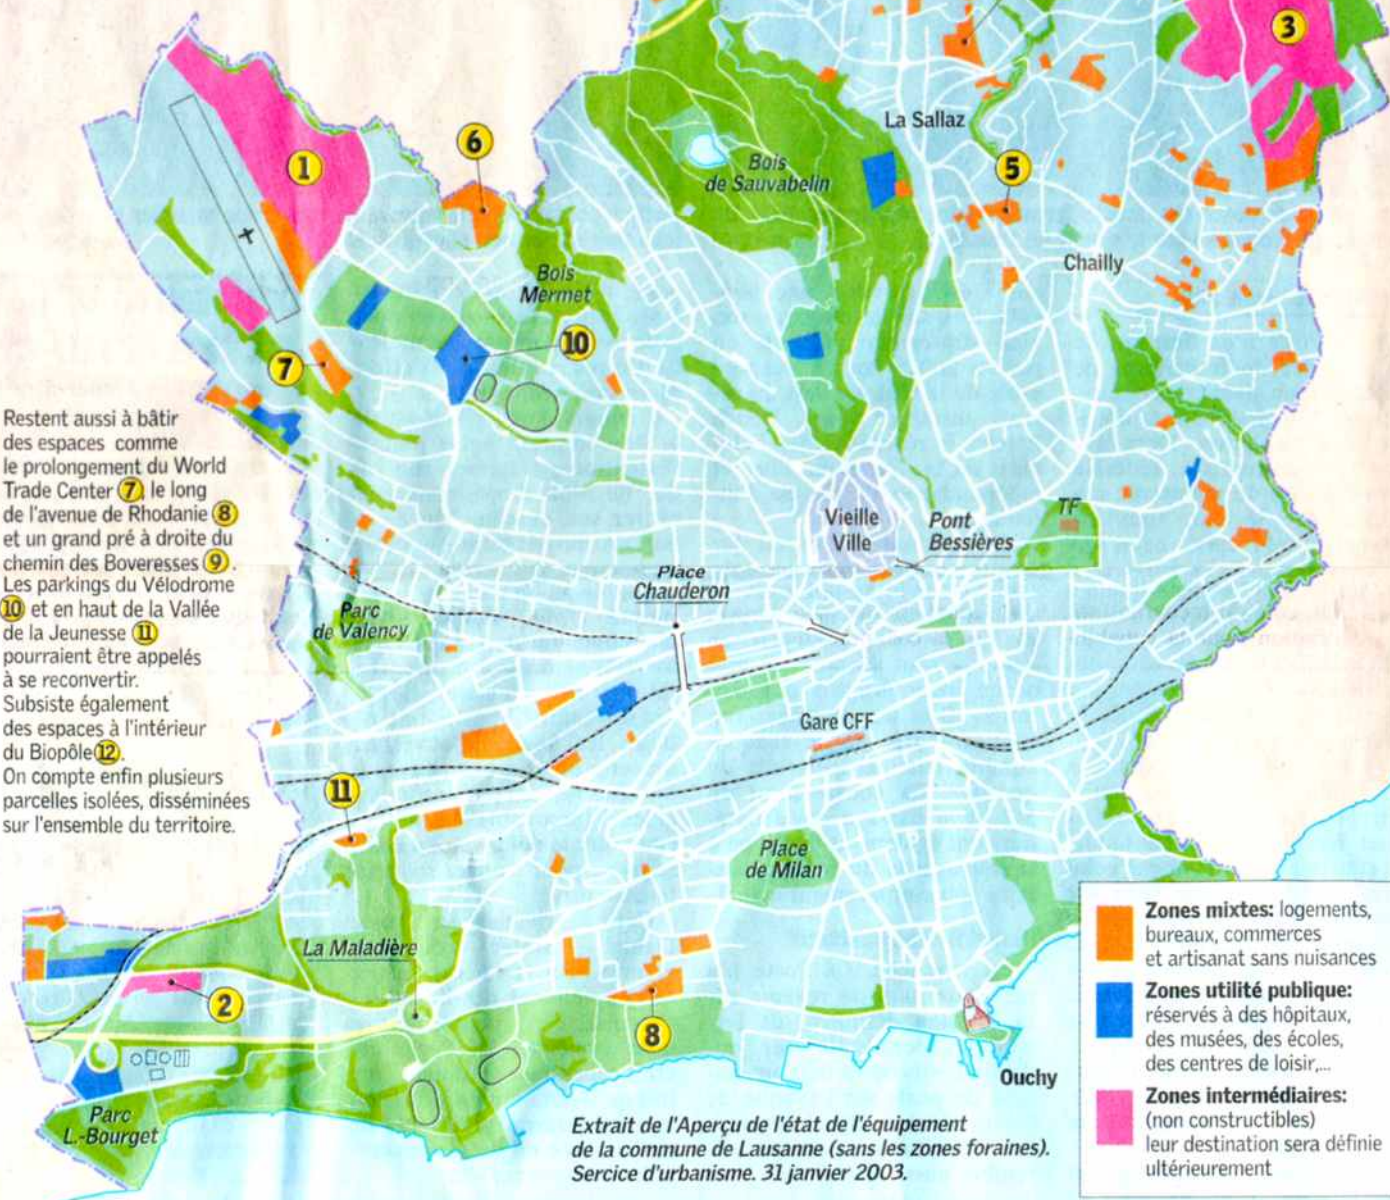 3
La Sallaz
6
1
Bois
de Sauvabelin
5
Chailly
Bois
Mermet
10
7
Restent aussi à bâtir
des espaces comme
le prolongement du World
Trade Center 7, le long
de l'avenue de Rhodanie 8
et un grand pré à droite du
chemin des Boveresses 9.
Les parkings du Vélodrome
10 et en haut de la Vallée
de la Jeunesse 11
pourraient être appelés
à se reconvertir.
Subsiste également
des espaces à l'intérieur
du Biopôle 12.
On compte enfin plusieurs
parcelles isolées, disséminées
sur l'ensemble du territoire.
Vieille
Ville
Pont
Bessières
TF
Place
Chauderon
Parc
de Valency
Gare CFF
11
Place
de Milan
La Maladière
2
8
Ouchy
Parc
L.-Bourget
Zones mixtes: logements,
bureaux, commerces
et artisanat sans nuisances
Zones utilité publique:
réservés à des hôpitaux,
des musées, des écoles,
des centres de loisir,...
Zones intermédiaires:
(non constructibles)
leur destination sera définie
ultérieurement
Extrait de l'Aperçu de l'état de l'équipement
de la commune de Lausanne (sans les zones foraines).
Sercice d'urbanisme. 31 janvier 2003.